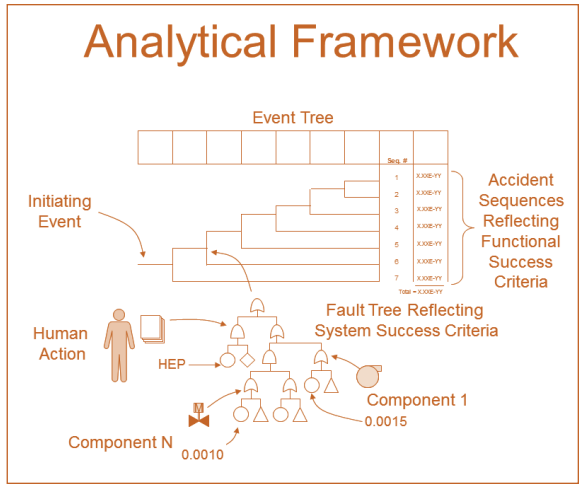 Analytical Framework
Event Tree
Seq. #
1 X.XXE-YY
2 X.XXE-YY
3 X.XXE-YY
4 X.XXE-YY
5 X.XXE-YY
6 X.XXE-YY
7 X.XXE-YY
Total = X.XXE-YY
Initiating
Event
Accident
Sequences
Reflecting
Functional
Success
Criteria
Fault Tree Reflecting
System Success Criteria
Human
Action
HEP
M
Component 1
0.0015
Component N
0.0010